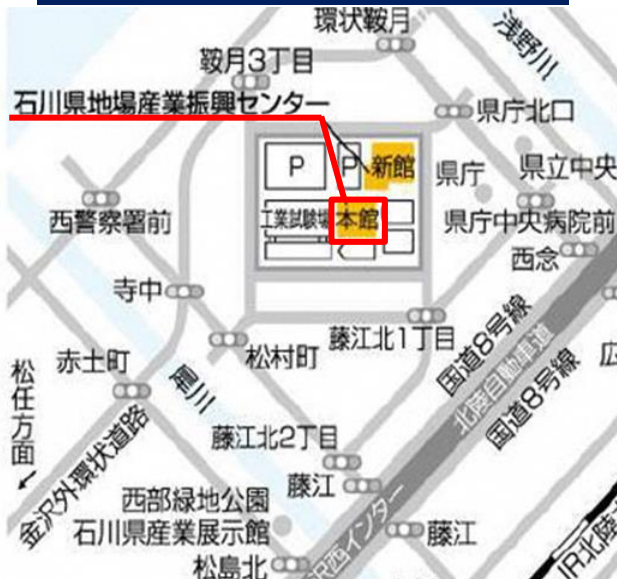 環状鞍月
浅野川
鞍月3丁目
石川県地場産業振興センター
県庁北口
P
P
新館
県庁
県立中央
西警察署前
工業試験場
本館
県庁中央病院前
西念
寺中
藤江北1丁目
国道8号線
松村町
赤土町
北陸自動車道
国道8号線
広
松任方面
←
金沢外環状道路
藤江北2丁目
藤江
西部緑地公園
石川県産業展示館
沢西インター
藤江
松島北
JR北陸